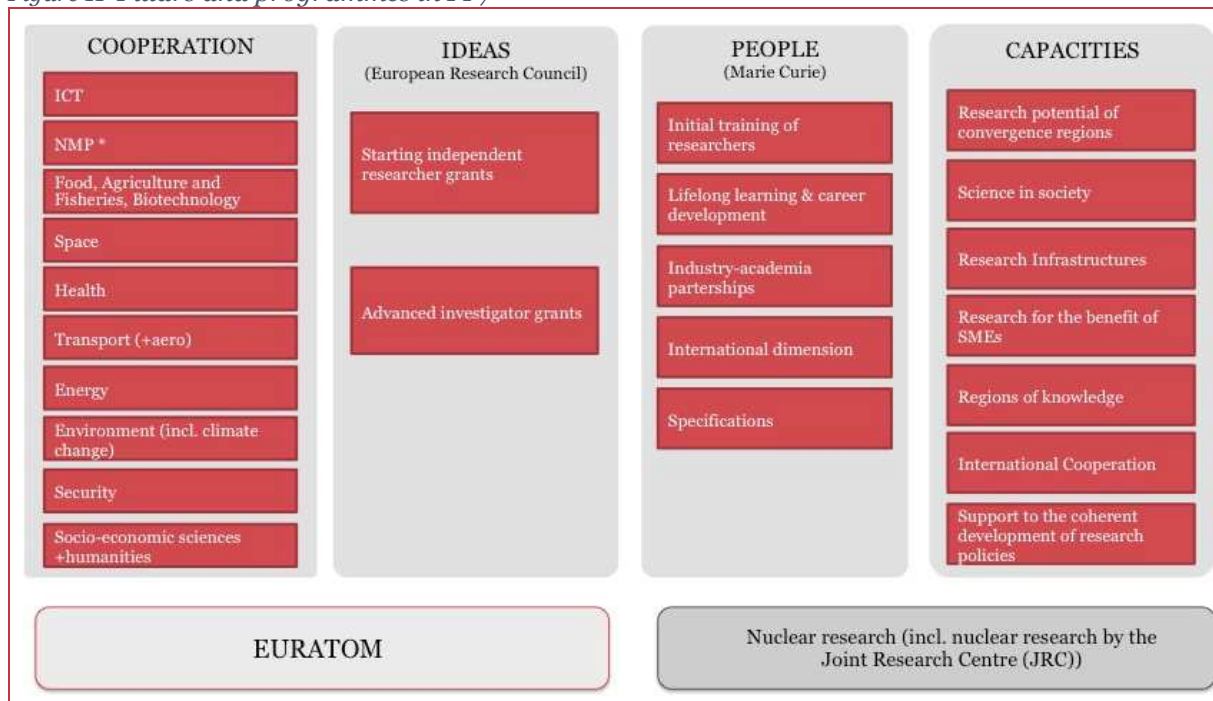 Figure and programmes in
COOPERATION
ICT
NMP *
Food, Agriculture and
Fisheries, Biotechnology
Space
Health
Transport (+aero)
Energy
Environment (incl. climate
change)
Security
Socio-economic sciences
+humanities
IDEAS
(European Research Council)
Starting independent
researcher grants
Advanced investigator grants
PEOPLE
(Marie Curie)
Initial training of
researchers
Lifelong learning & career
development
Industry-academia
parterships
International dimension
Specifications
CAPACITIES
Research potential of
convergence regions
Science in society
Research Infrastructures
Research for the benefit of
SMEs
Regions of knowledge
International Cooperation
Support to the coherent
development of research
policies
EURATOM
Nuclear research (incl. nuclear research by the
Joint Research Centre (JRC))